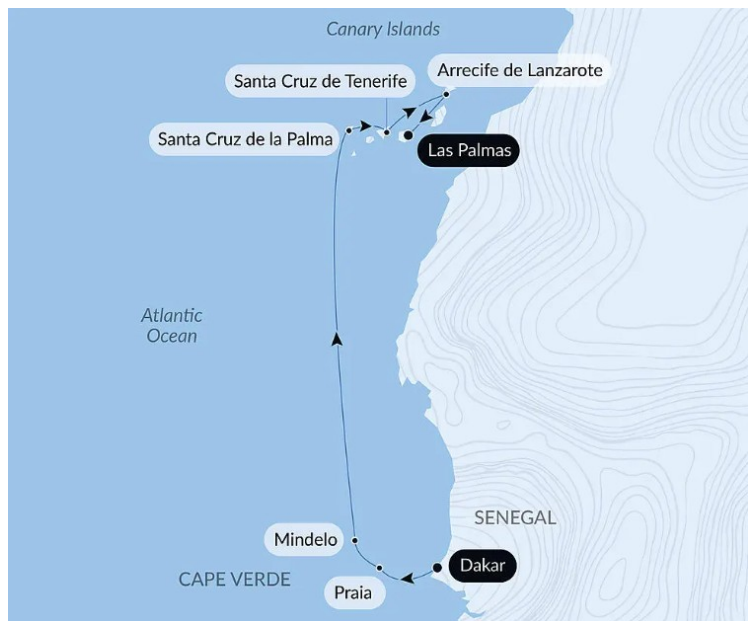 Canary Islands
Arrecife de Lanzarote
Santa Cruz de Tenerife
Santa Cruz de la Palma
Las Palmas
Atlantic
Ocean
SENEGAL
Mindelo
Dakar
CAPE VERDE
Praia